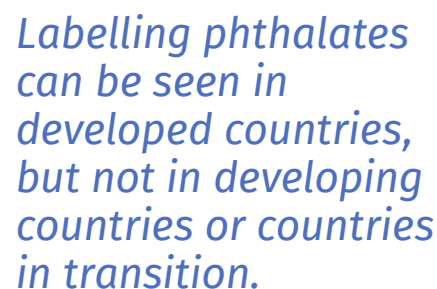 Labelling phthalates
can be seen in
developed countries,
but not in developing
countries or countries
in transition.